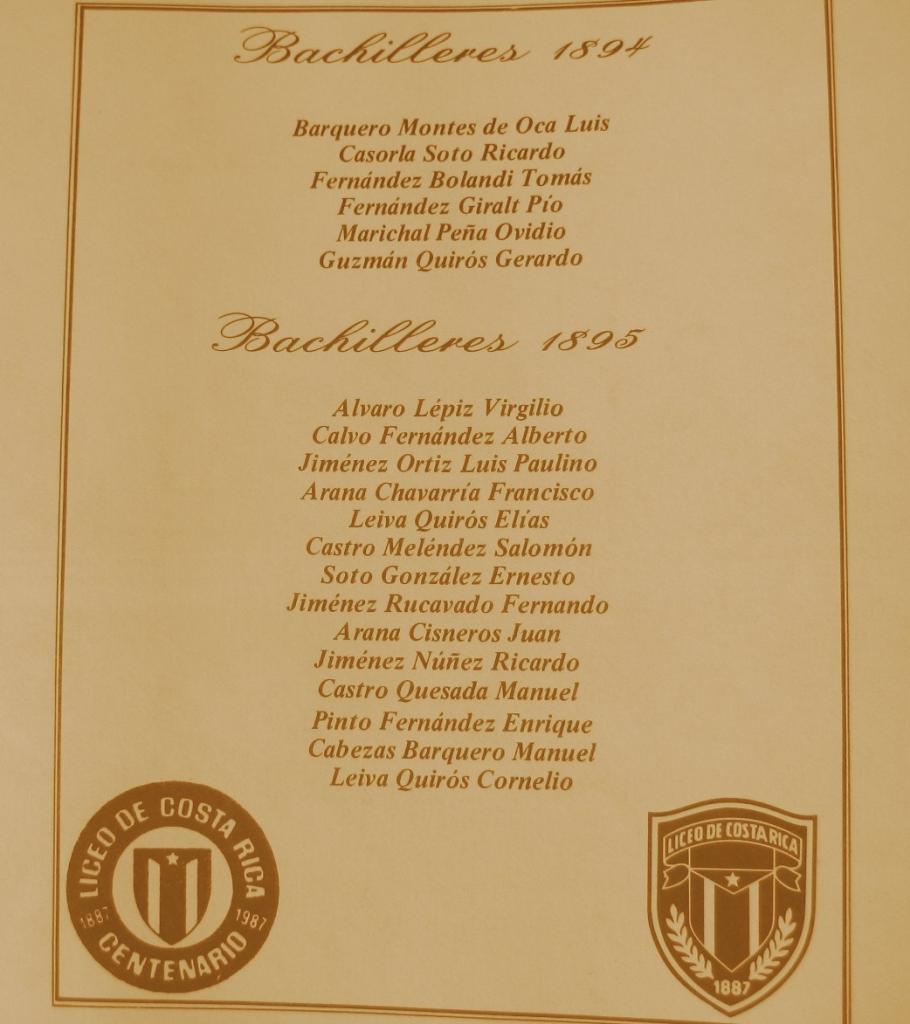 Bachilleres 1894
Barquero Montes de Oca Luis
Casorla Soto Ricardo
Fernández Bolandi Tomás
Fernández Giralt Pío
Marichal Peña Ovidio
Guzmán Quirós Gerardo
Bachilleres 1895
Alvaro Lépiz Virgilio
Calvo Fernández Alberto
Jiménez Ortiz Luis Paulino
Arana Chavarría Francisco
Leiva Quirós Elías
Castro Meléndez Salomón
Soto González Ernesto
Jiménez Rucavado Fernando
Arana Cisneros Juan
Jiménez Núñez Ricardo
Castro Quesada Manuel
Pinto Fernández Enrique
Cabezas Barquero Manuel
Leiva Quirós Cornelio
LICEO DE COSTA RICA
1887 1987
CENTENARIO
LICEO DE COSTA RICA
1887